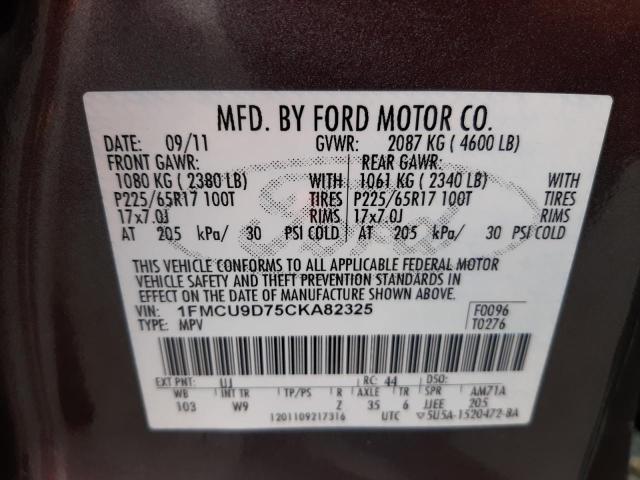 MFD. BY FORD MOTOR CO.
DATE: 09/11 GVWR: 2087 KG ( 4600 LB)
FRONT GAWR: REAR GAWR:
1080 KG ( 2380 LB) WITH 1061 KG ( 2340 LB) WITH
P225/65R17 100T TIRES P225/65R17 100T TIRES
17x7.0J RIMS 17x7.0J RIMS
AT 205 kPa/ 30 PSI COLD AT 205 kPa/ 30 PSI COLD
Ford
THIS VEHICLE CONFORMS TO ALL APPLICABLE FEDERAL MOTOR
VEHICLE SAFETY AND THEFT PREVENTION STANDARDS IN
EFFECT ON THE DATE OF MANUFACTURE SHOWN ABOVE.
VIN: 1FMCU9D75CKA82325 F0096
TYPE: MPV T0276
EXT PNT: UJ RC: 44 DSO:
WB INT TR TP/PS R AXLE TR SPR AM71A
103 W9 Z 35 6 JJEE 205
1201109217316 UTC 5U5A-1520472-BA